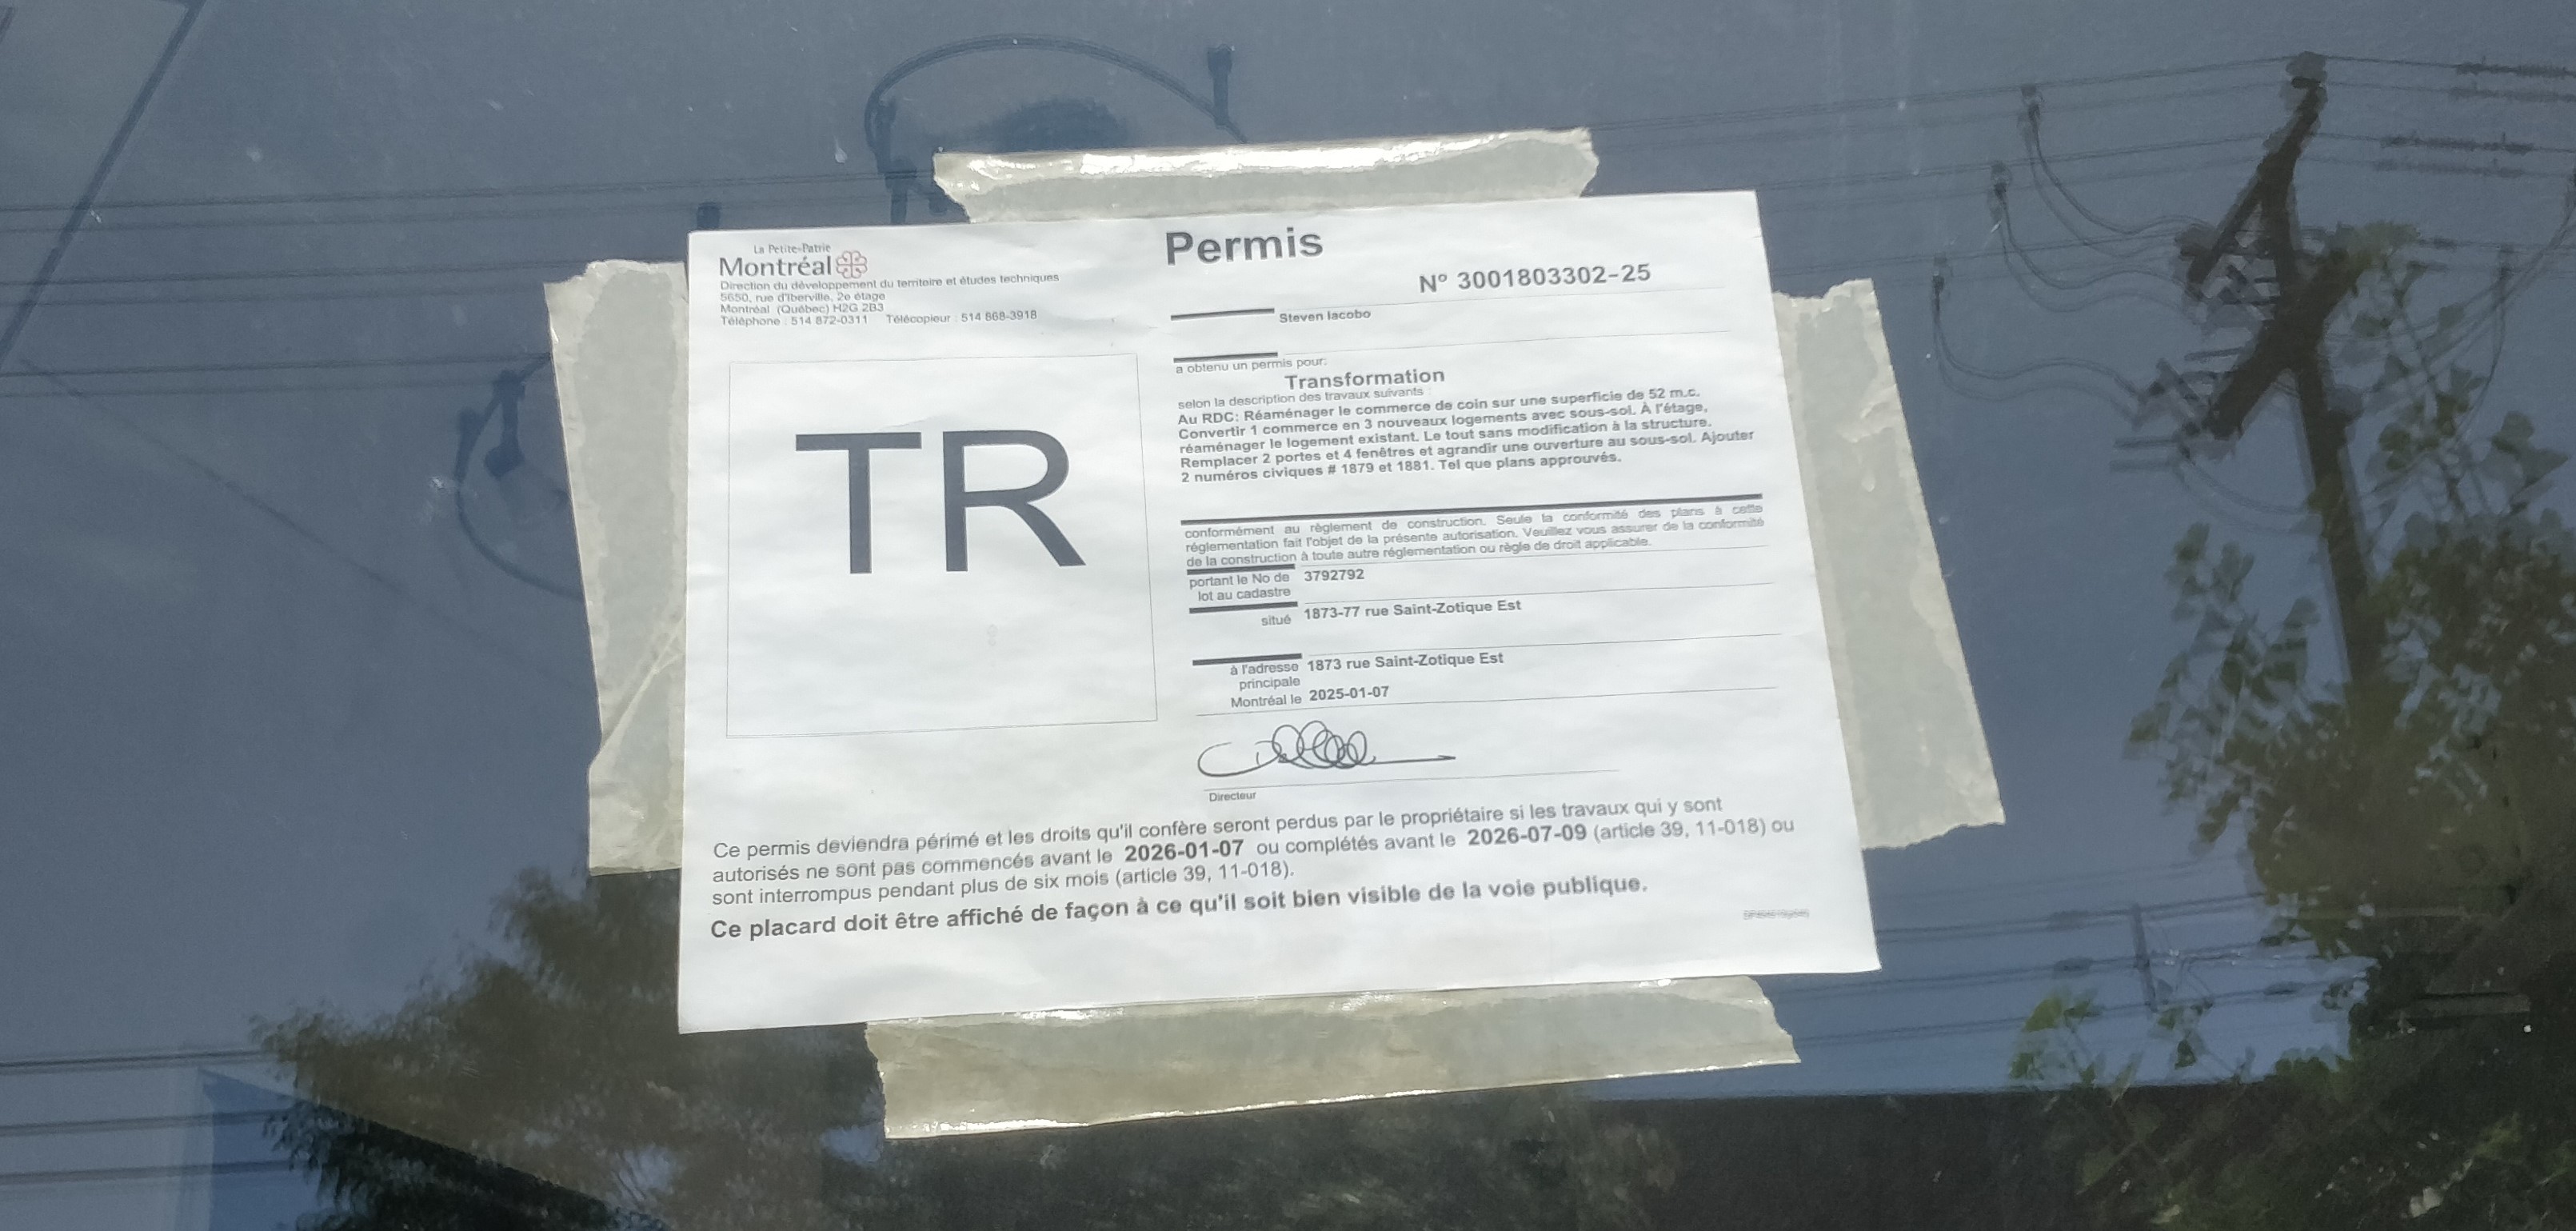 La Petite-Patrie
Montréal
Direction du développement du territoire et études techniques
5650, rue d'Iberville, 2e étage
Montréal (Québec) H2G 2B3
Téléphone : 514 872-0311 Télécopieur : 514 868-3918
TR
Permis
Nº 3001803302-25
Steven Iacobo
a obtenu un permis pour:
Transformation
selon la description des travaux suivants :
Au RDC: Réaménager le commerce de coin sur une superficie de 52 m.c.
Convertir 1 commerce en 3 nouveaux logements avec sous-sol. À l'étage,
réaménager le logement existant. Le tout sans modification à la structure.
Remplacer 2 portes et 4 fenêtres et agrandir une ouverture au sous-sol. Ajouter
2 numéros civiques # 1879 et 1881. Tel que plans approuvés.
conformément au règlement de construction. Seule la conformité des plans à cette
réglementation fait l'objet de la présente autorisation. Veuillez vous assurer de la conformité
de la construction à toute autre réglementation ou règle de droit applicable.
portant le No de 3792792
lot au cadastre
situé 1873-77 rue Saint-Zotique Est
à l'adresse 1873 rue Saint-Zotique Est
principale
Montréal le 2025-01-07
Directeur
Ce permis deviendra périmé et les droits qu'il confère seront perdus par le propriétaire si les travaux qui y sont
autorisés ne sont pas commencés avant le 2026-01-07 ou complétés avant le 2026-07-09 (article 39, 11-018) ou
sont interrompus pendant plus de six mois (article 39, 11-018).
Ce placard doit être affiché de façon à ce qu'il soit bien visible de la voie publique.